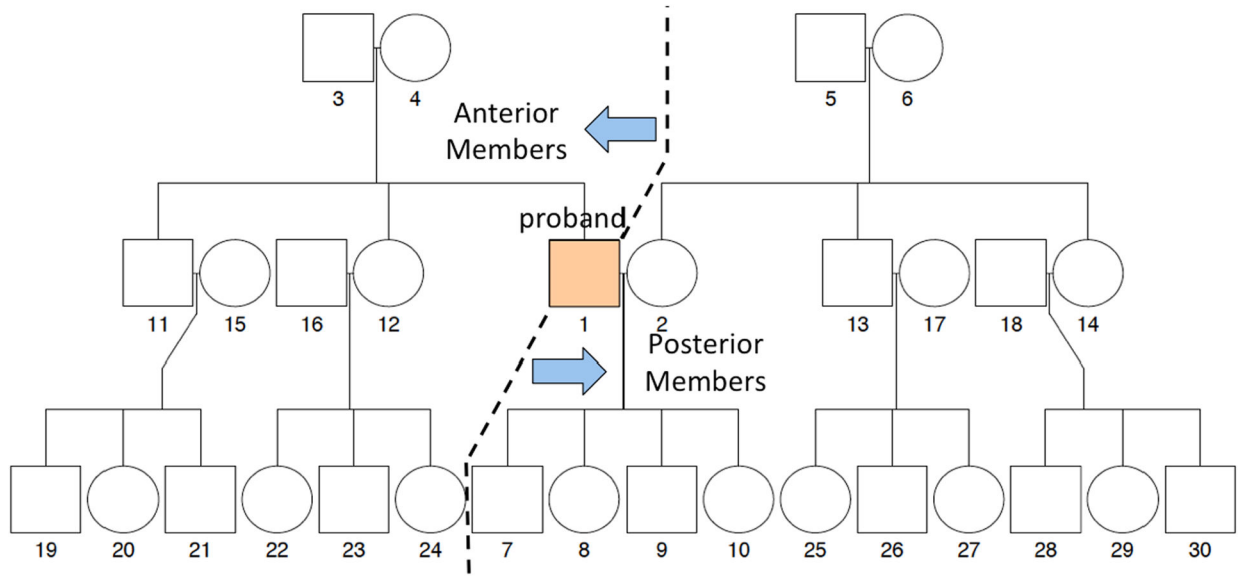 3 4 5 6
Anterior
Members
proband
11 15 16 12 1 2 13 17 18 14
Posterior
Members
19 20 21 22 23 24 7 8 9 10 25 26 27 28 29 30